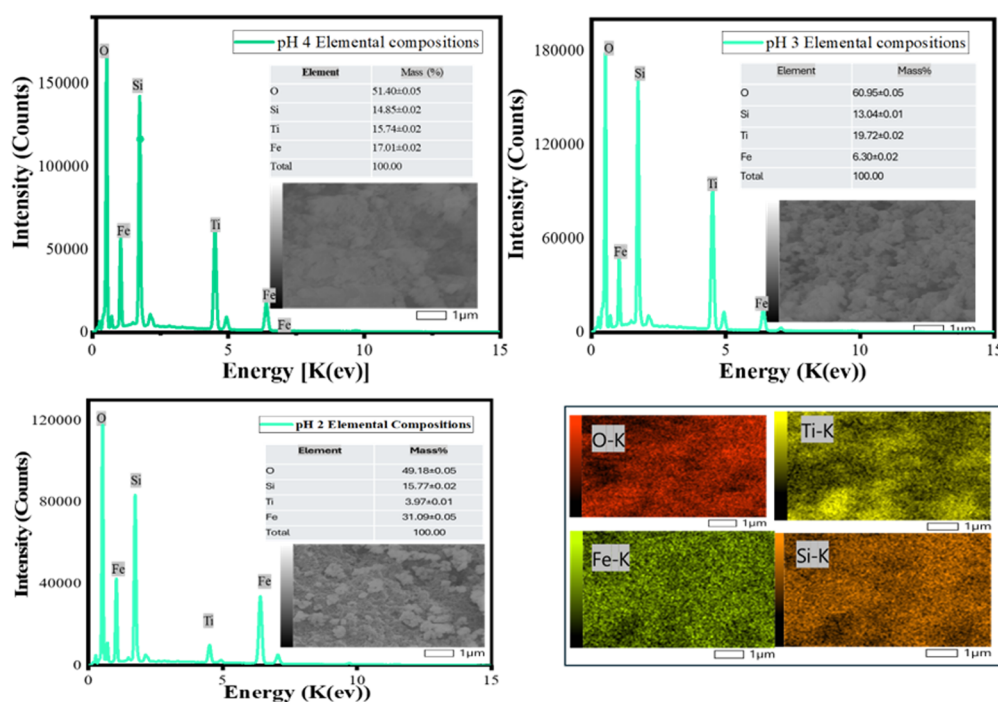 pH 4 Elemental compositions
Element Mass (%)
O 51.40±0.05
Si 14.85±0.02
Ti 15.74±0.02
Fe 17.01±0.02
Total 100.00
O
Si
Fe
Ti
Fe
Fe
1µm
Intensity (Counts)
150000
100000
50000
0
0 5 10 15
Energy [K(ev)]
pH 3 Elemental compositions
Element Mass%
O 60.95±0.05
Si 13.04±0.01
Ti 19.72±0.02
Fe 6.30±0.02
Total 100.00
O
Si
Fe
Ti
Fe
1µm
Intensity (Counts)
180000
120000
60000
0
0 5 10 15
Energy (K(ev))
pH 2 Elemental Compositions
Element Mass%
O 49.18±0.05
Si 15.77±0.02
Ti 3.97±0.01
Fe 31.09±0.05
Total 100.00
O
Si
Fe
Ti
Fe
1µm
Intensity (Counts)
120000
80000
40000
0
0 5 10 15
Energy (K(ev))
O-K
1µm
Ti-K
1µm
Fe-K
1µm
Si-K
1µm